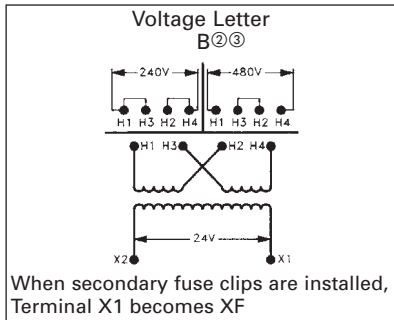 Voltage Letter
B②③
240V 480V
H1 H3 H2 H4 H1 H3 H2 H4
H1 H3 H2 H4
24V
X2 X1
When secondary fuse clips are installed,
Terminal X1 becomes XF